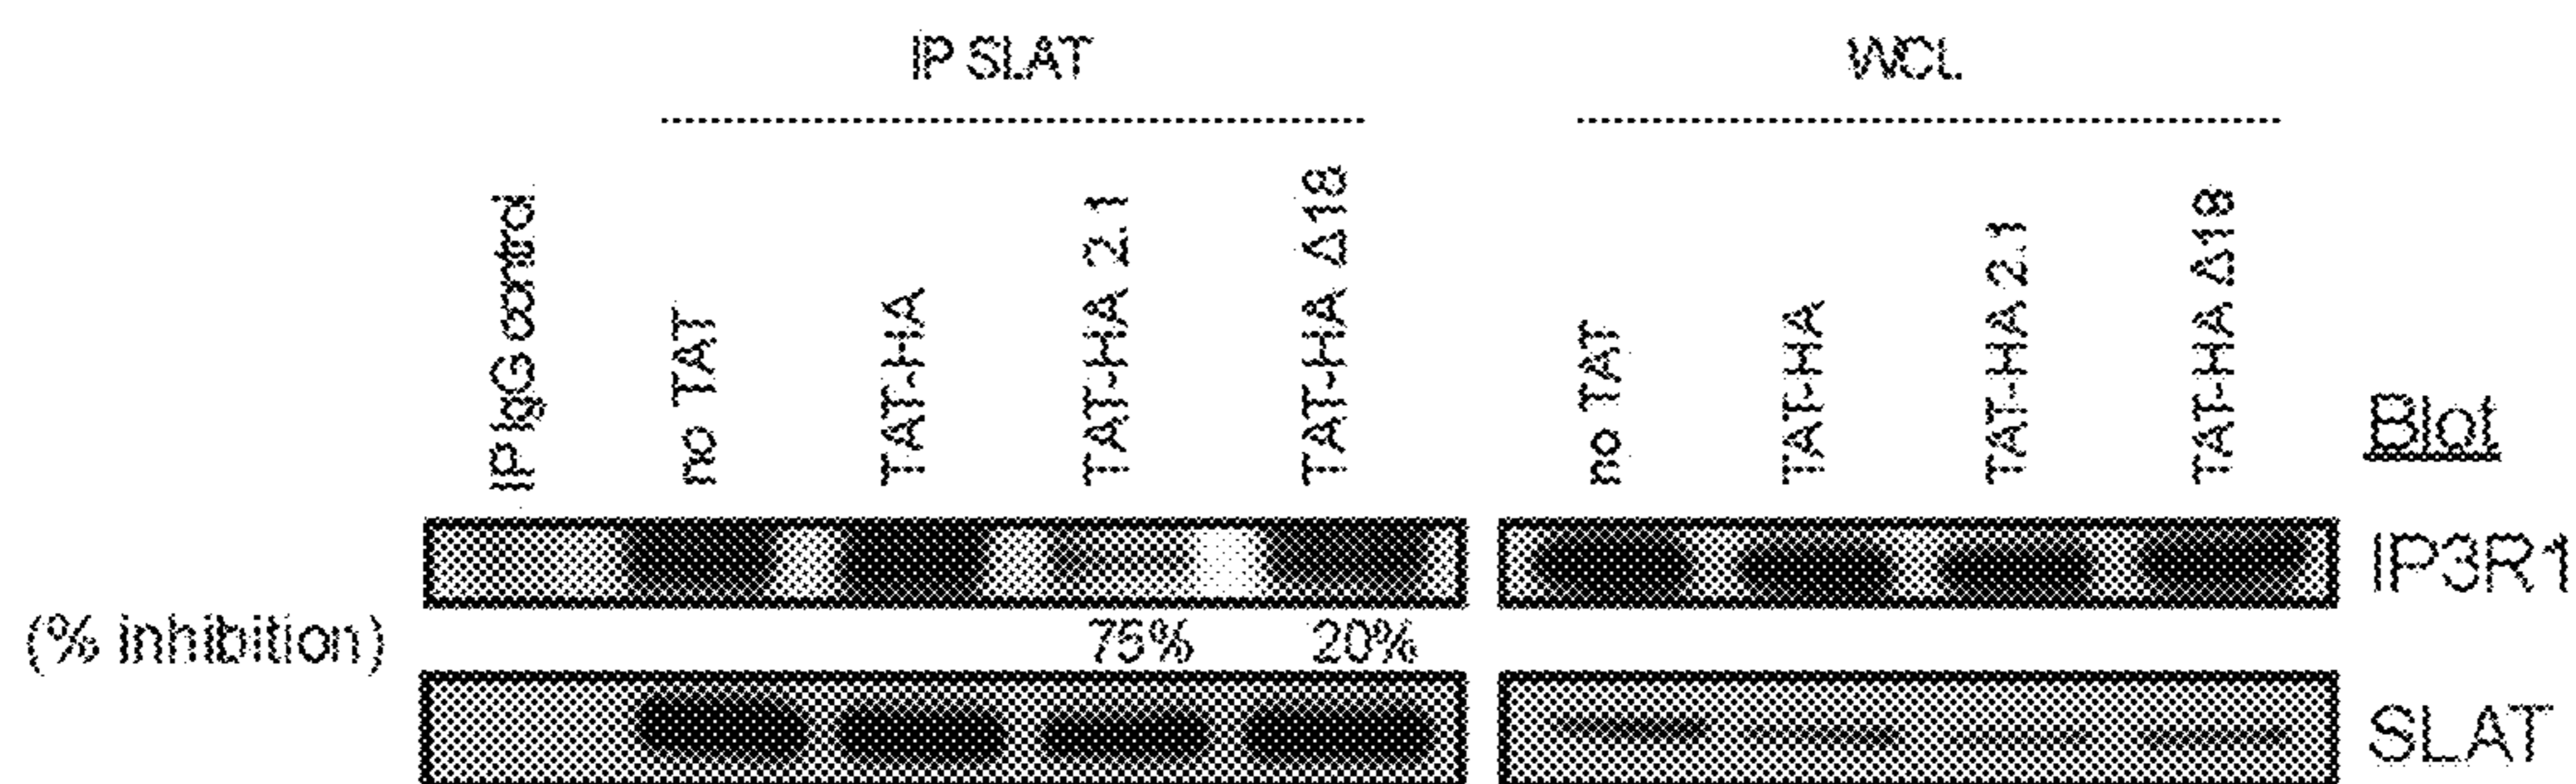 IP SLAT WCL
IP IgG control no TAT TAT-HA TAT-HA 2.1 TAT-HA Δ18 no TAT TAT-HA TAT-HA 2.1 TAT-HA Δ18 Blot
IP3R1
(% inhibition) 75% 20%
SLAT